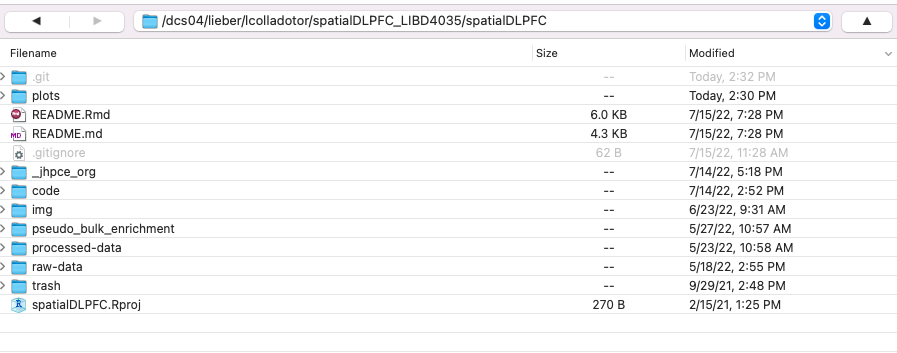 /dcs04/lieber/lcolladotor/spatialDLPFC_LIBD4035/spatialDLPFC
Filename Size Modified
.git -- Today, 2:32 PM
plots -- Today, 2:30 PM
README.Rmd 6.0 KB 7/15/22, 7:28 PM
README.md 4.3 KB 7/15/22, 7:28 PM
.gitignore 62 B 7/15/22, 11:28 AM
_jhpce_org -- 7/14/22, 5:18 PM
code -- 7/14/22, 2:52 PM
img -- 6/23/22, 9:31 AM
pseudo_bulk_enrichment -- 5/27/22, 10:57 AM
processed-data -- 5/23/22, 10:58 AM
raw-data -- 5/18/22, 2:55 PM
trash -- 9/29/21, 2:48 PM
spatialDLPFC.Rproj 270 B 2/15/21, 1:25 PM